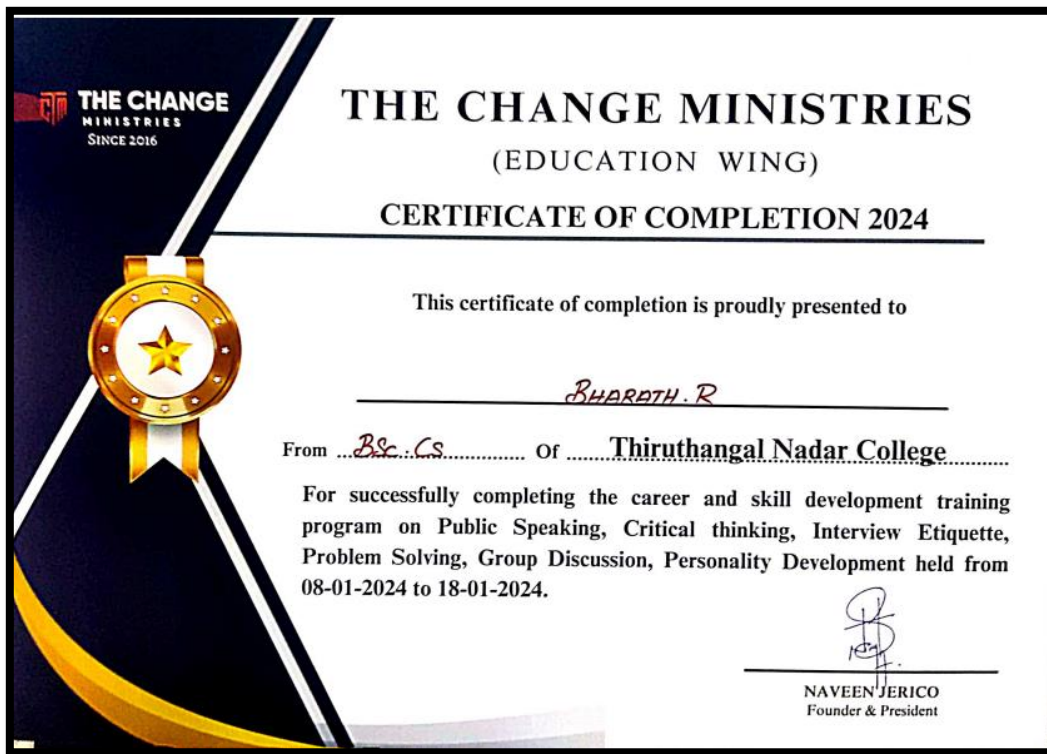 THE CHANGE
MINISTRIES
SINCE 2016
THE CHANGE MINISTRIES
(EDUCATION WING)
CERTIFICATE OF COMPLETION 2024
This certificate of completion is proudly presented to
BHARATH. R
From ...BSc. CS............. Of ........Thiruthangal Nadar College...........
For successfully completing the career and skill development training
program on Public Speaking, Critical thinking, Interview Etiquette,
Problem Solving, Group Discussion, Personality Development held from
08-01-2024 to 18-01-2024.
NAVEEN JERICO
Founder & President